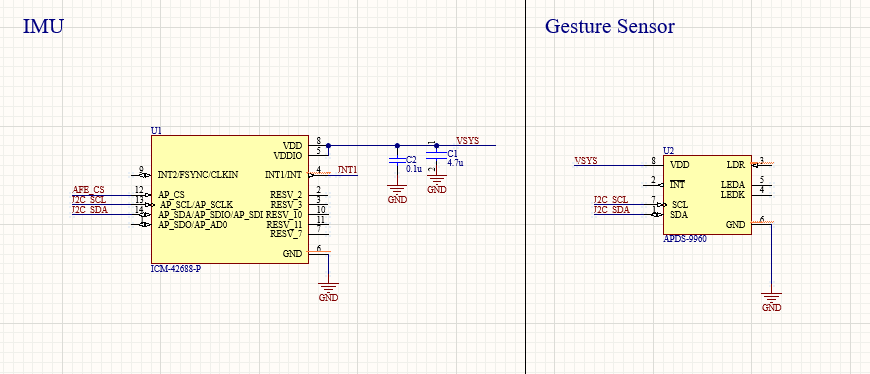 IMU
Gesture Sensor
U1
VDD 8
VDDIO 5
VSYS
1
C2
0.1u
C1
4.7u
2
GND
GND
9 INT2/FSYNC/CLKIN
INT1/INT 4 INT1
AFE_CS 12 AP_CS
I2C_SCL 13 AP_SCL/AP_SCLK
I2C_SDA 14 AP_SDA/AP_SDIO/AP_SDI
1 AP_SDO/AP_AD0
RESV_2 2
RESV_3 3
RESV_10 10
RESV_11 11
RESV_7 7
GND 6
ICM-42688-P
GND
U2
VSYS 8 VDD
LDR 3
2 INT
LEDA 5
LEDK 4
I2C_SCL 7 SCL
I2C_SDA 1 SDA
GND 6
APDS-9960
GND